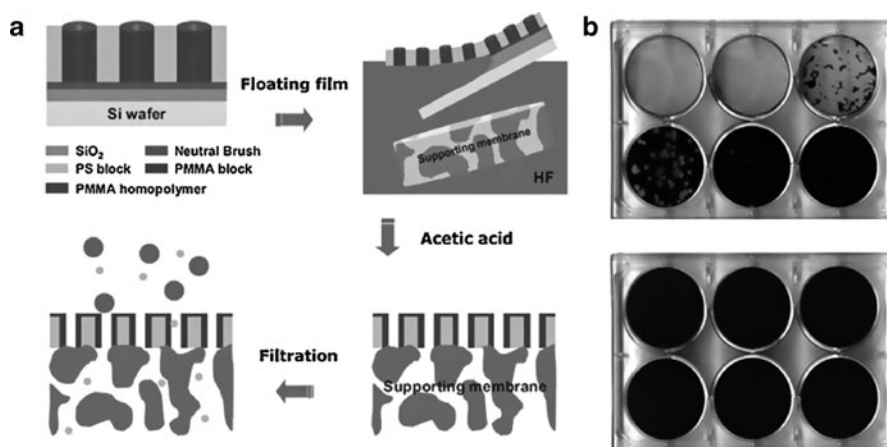 a
b
Si wafer
Floating film
Supporting membrane
HF
SiO₂
Neutral Brush
PS block
PMMA block
PMMA homopolymer
Acetic acid
Supporting membrane
Filtration